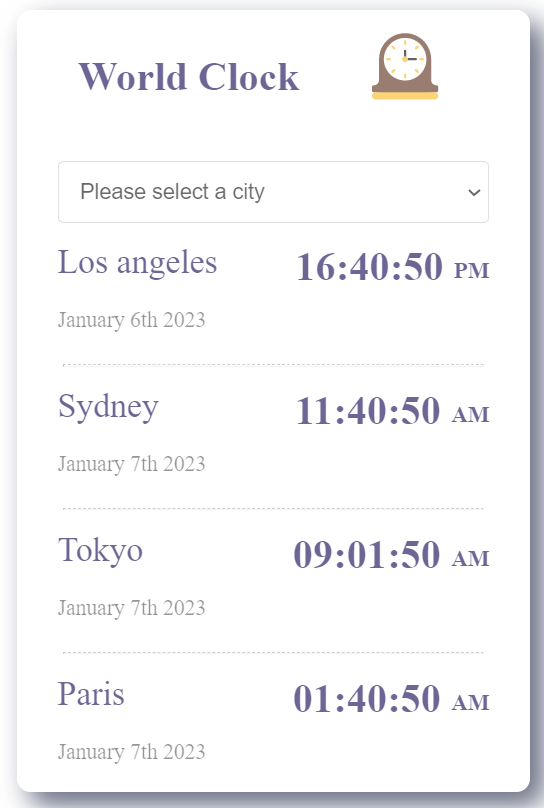 World Clock
Please select a city
Los angeles 16:40:50 PM
January 6th 2023
Sydney 11:40:50 AM
January 7th 2023
Tokyo 09:01:50 AM
January 7th 2023
Paris 01:40:50 AM
January 7th 2023